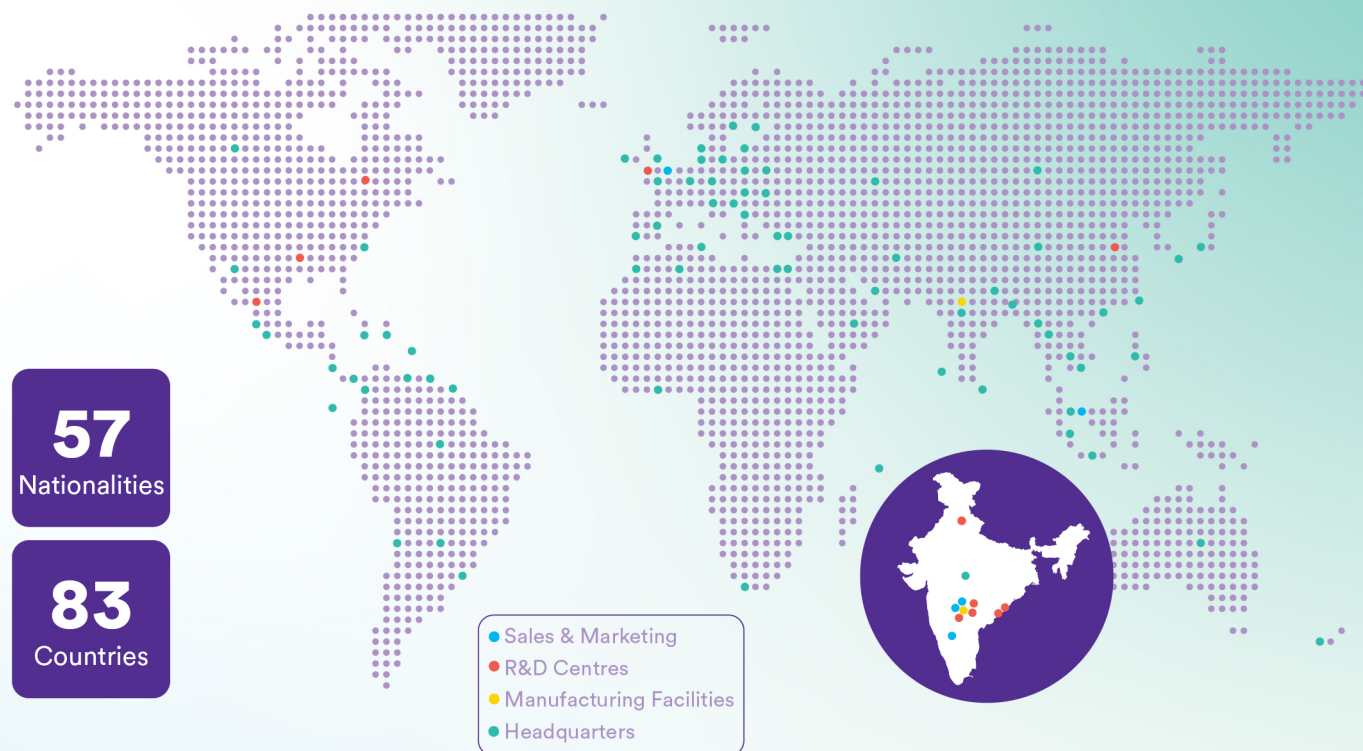 57
Nationalities
83
Countries
Sales & Marketing
R&D Centres
Manufacturing Facilities
Headquarters